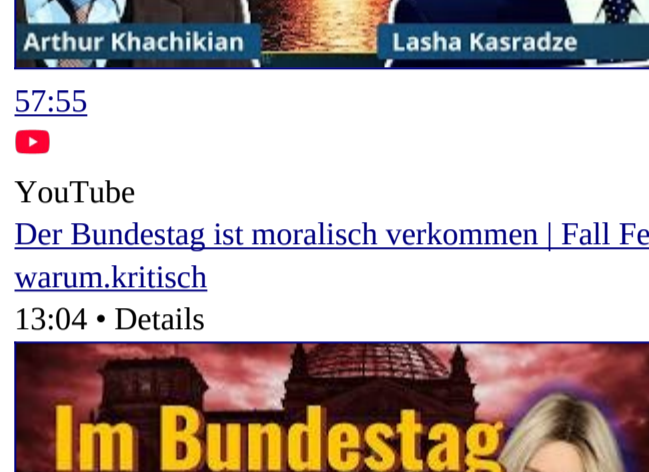 Arthur Khachikian Lasha Kasradze
57:55
YouTube
Der Bundestag ist moralisch verkommen | Fall Fe
warum.kritisch
13:04 • Details
Im Bundestag